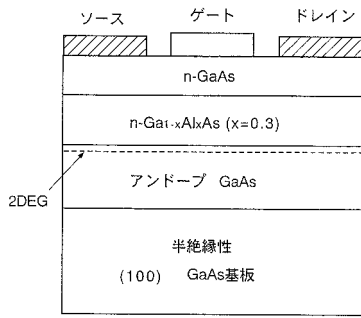 ソース ゲート ドレイン
n-GaAs
n-Ga1-xAlxAs (x=0.3)
2DEG
アンドープ GaAs
半絶縁性
(100) GaAs基板